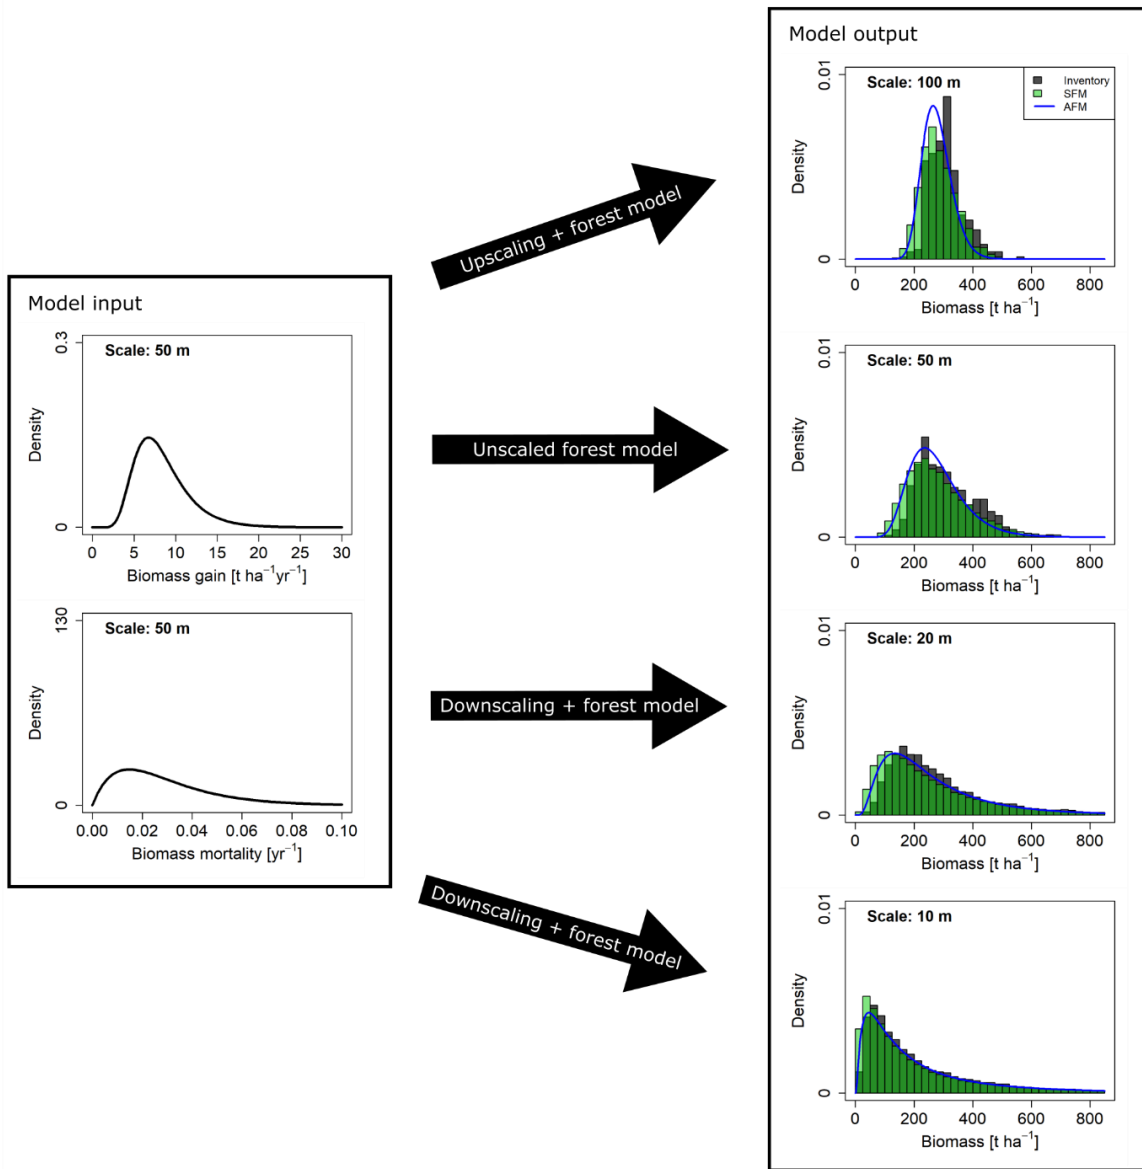 Model input
Scale: 50 m
0.3
0
Density
0 5 10 15 20 25 30
Biomass gain [t ha⁻¹yr⁻¹]
Scale: 50 m
130
0
Density
0.00 0.02 0.04 0.06 0.08 0.10
Biomass mortality [yr⁻¹]
Upscaling + forest model
Unscaled forest model
Downscaling + forest model
Downscaling + forest model
Model output
Scale: 100 m
Inventory
SFM
AFM
0.01
0
Density
0 200 400 600 800
Biomass [t ha⁻¹]
Scale: 50 m
0.01
0
Density
0 200 400 600 800
Biomass [t ha⁻¹]
Scale: 20 m
0.01
0
Density
0 200 400 600 800
Biomass [t ha⁻¹]
Scale: 10 m
0.01
0
Density
0 200 400 600 800
Biomass [t ha⁻¹]